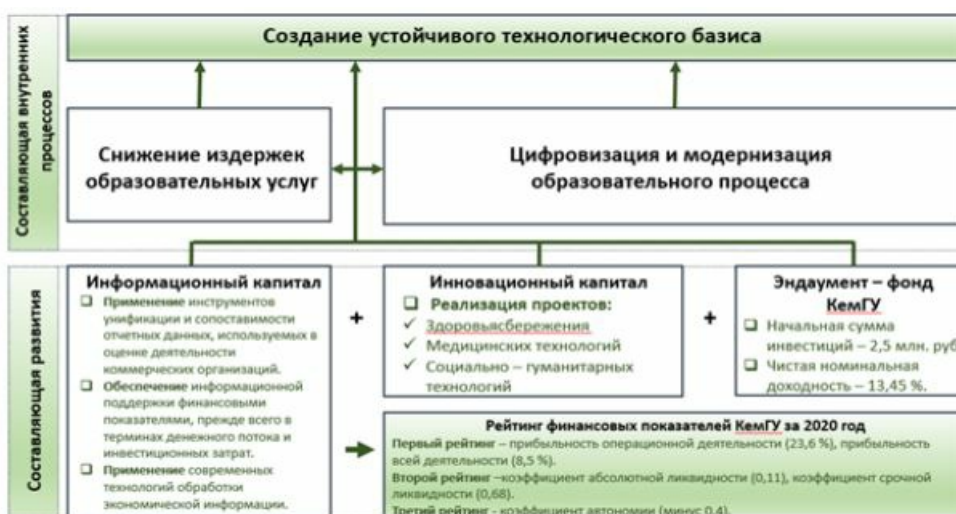 Составляющая внутренних
процессов
Создание устойчивого технологического базиса
Снижение издержек
образовательных услуг
Цифровизация и модернизация
образовательного процесса
Составляющая развития
Информационный капитал
Применение инструментов
унификации и сопоставимости
отчетных данных, используемых в
оценке деятельности
коммерческих организаций.
Обеспечение информационной
поддержки финансовыми
показателями, прежде всего в
терминах денежного потока и
инвестиционных затрат.
Применение современных
технологий обработки
экономической информации.
+
Инновационный капитал
Реализация проектов:
✓ Здоровьясбережения
✓ Медицинских технологий
✓ Социально – гуманитарных
технологий
+
Эндаумент – фонд
КемГУ
Начальная сумма
инвестиций – 2,5 млн. руб
Чистая номинальная
доходность – 13,45 %.
Рейтинг финансовых показателей КемГУ за 2020 год
Первый рейтинг – прибыльность операционной деятельности (23,6 %), прибыльность
всей деятельности (8,5 %).
Второй рейтинг –коэффициент абсолютной ликвидности (0,11), коэффициент срочной
ликвидности (0,68).
Третий рейтинг - коэффициент автономии (минус 0,4).